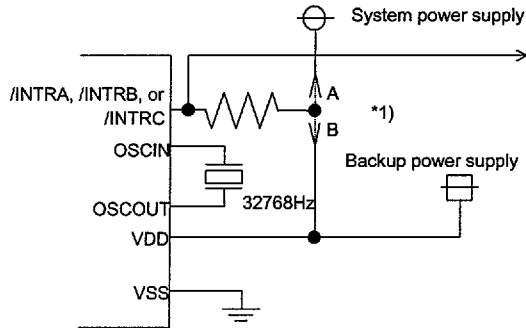 System power supply
A
/INTRA, /INTRB, or
/INTRC
*1)
B
OSCIN
Backup power supply
OSCOUT
32768Hz
VDD
VSS